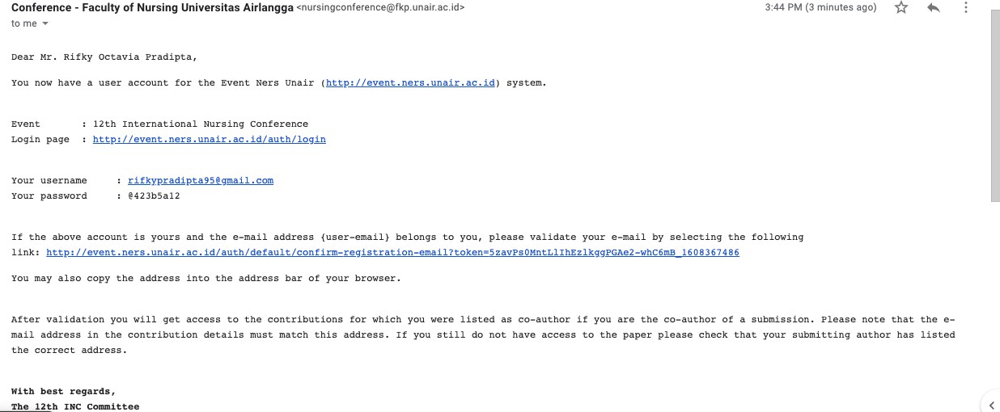 Conference - Faculty of Nursing Universitas Airlangga <nursingconference@fkp.unair.ac.id> 3:44 PM (3 minutes ago)
to me
Dear Mr. Rifky Octavia Pradipta,
You now have a user account for the Event Ners Unair (http://event.ners.unair.ac.id) system.
Event : 12th International Nursing Conference
Login page : http://event.ners.unair.ac.id/auth/login
Your username : rifkypradipta95@gmail.com
Your password : @423b5a12
If the above account is yours and the e-mail address {user-email} belongs to you, please validate your e-mail by selecting the following
link: http://event.ners.unair.ac.id/auth/default/confirm-registration-email?token=5zavPs0MntLlIhEzlkggPGAe2-whC6mB_1608367486
You may also copy the address into the address bar of your browser.
After validation you will get access to the contributions for which you were listed as co-author if you are the co-author of a submission. Please note that the e-
mail address in the contribution details must match this address. If you still do not have access to the paper please check that your submitting author has listed
the correct address.
With best regards,
The 12th INC Committee